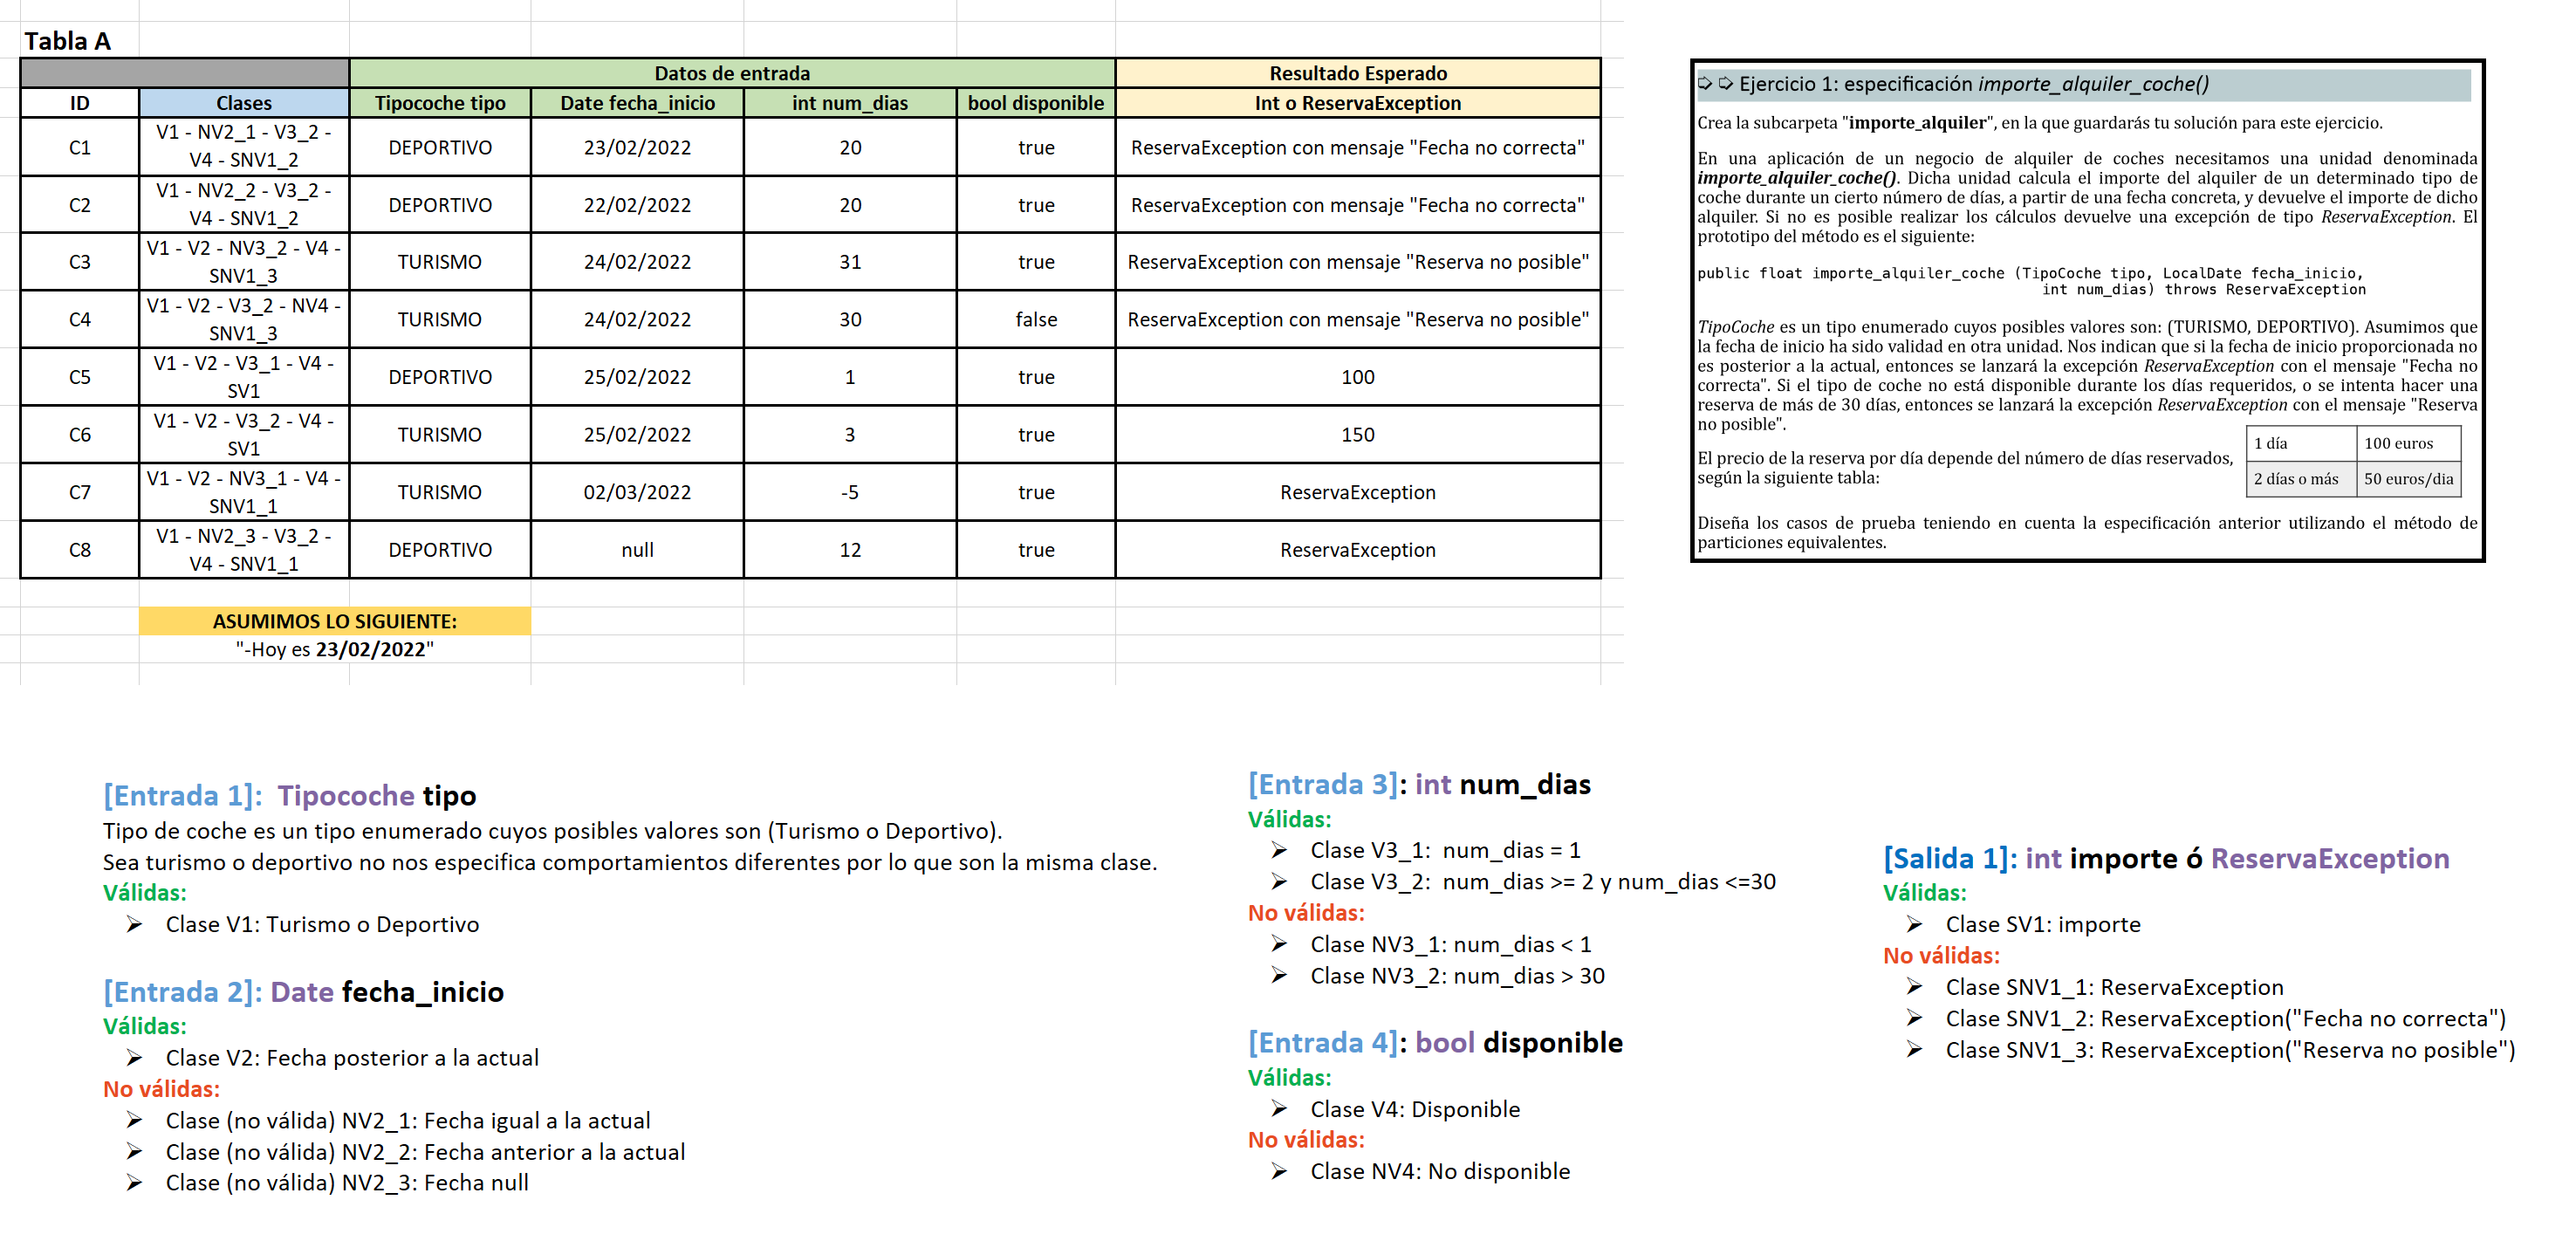 Tabla A
Datos de entrada Resultado Esperado
ID Clases Tipocoche tipo Date fecha_inicio int num_dias bool disponible Int o ReservaException
C1 V1 - NV2_1 - V3_2 - V4 - SNV1_2 DEPORTIVO 23/02/2022 20 true ReservaException con mensaje "Fecha no correcta"
C2 V1 - NV2_2 - V3_2 - V4 - SNV1_2 DEPORTIVO 22/02/2022 20 true ReservaException con mensaje "Fecha no correcta"
C3 V1 - V2 - NV3_2 - V4 - SNV1_3 TURISMO 24/02/2022 31 true ReservaException con mensaje "Reserva no posible"
C4 V1 - V2 - V3_2 - NV4 - SNV1_3 TURISMO 24/02/2022 30 false ReservaException con mensaje "Reserva no posible"
C5 V1 - V2 - V3_1 - V4 - SV1 DEPORTIVO 25/02/2022 1 true 100
C6 V1 - V2 - V3_2 - V4 - SV1 TURISMO 25/02/2022 3 true 150
C7 V1 - V2 - NV3_1 - V4 - SNV1_1 TURISMO 02/03/2022 -5 true ReservaException
C8 V1 - NV2_3 - V3_2 - V4 - SNV1_1 DEPORTIVO null 12 true ReservaException
ASUMIMOS LO SIGUIENTE:
"-Hoy es 23/02/2022"
➩ ➩ Ejercicio 1: especificación importe_alquiler_coche()
Crea la subcarpeta "importe_alquiler", en la que guardarás tu solución para este ejercicio.
En una aplicación de un negocio de alquiler de coches necesitamos una unidad denominada
importe_alquiler_coche(). Dicha unidad calcula el importe del alquiler de un determinado tipo de
coche durante un cierto número de días, a partir de una fecha concreta, y devuelve el importe de dicho
alquiler. Si no es posible realizar los cálculos devuelve una excepción de tipo ReservaException. El
prototipo del método es el siguiente:
public float importe_alquiler_coche (TipoCoche tipo, LocalDate fecha_inicio,
int num_dias) throws ReservaException
TipoCoche es un tipo enumerado cuyos posibles valores son: (TURISMO, DEPORTIVO). Asumimos que
la fecha de inicio ha sido validad en otra unidad. Nos indican que si la fecha de inicio proporcionada no
es posterior a la actual, entonces se lanzará la excepción ReservaException con el mensaje "Fecha no
correcta". Si el tipo de coche no está disponible durante los días requeridos, o se intenta hacer una
reserva de más de 30 días, entonces se lanzará la excepción ReservaException con el mensaje "Reserva
no posible".
El precio de la reserva por día depende del número de días reservados,
según la siguiente tabla:
1 día 100 euros
2 días o más 50 euros/dia
Diseña los casos de prueba teniendo en cuenta la especificación anterior utilizando el método de
particiones equivalentes.
[Entrada 1]: Tipocoche tipo
Tipo de coche es un tipo enumerado cuyos posibles valores son (Turismo o Deportivo).
Sea turismo o deportivo no nos especifica comportamientos diferentes por lo que son la misma clase.
Válidas:
➢ Clase V1: Turismo o Deportivo
[Entrada 2]: Date fecha_inicio
Válidas:
➢ Clase V2: Fecha posterior a la actual
No válidas:
➢ Clase (no válida) NV2_1: Fecha igual a la actual
➢ Clase (no válida) NV2_2: Fecha anterior a la actual
➢ Clase (no válida) NV2_3: Fecha null
[Entrada 3]: int num_dias
Válidas:
➢ Clase V3_1: num_dias = 1
➢ Clase V3_2: num_dias >= 2 y num_dias <=30
No válidas:
➢ Clase NV3_1: num_dias < 1
➢ Clase NV3_2: num_dias > 30
[Entrada 4]: bool disponible
Válidas:
➢ Clase V4: Disponible
No válidas:
➢ Clase NV4: No disponible
[Salida 1]: int importe ó ReservaException
Válidas:
➢ Clase SV1: importe
No válidas:
➢ Clase SNV1_1: ReservaException
➢ Clase SNV1_2: ReservaException("Fecha no correcta")
➢ Clase SNV1_3: ReservaException("Reserva no posible")